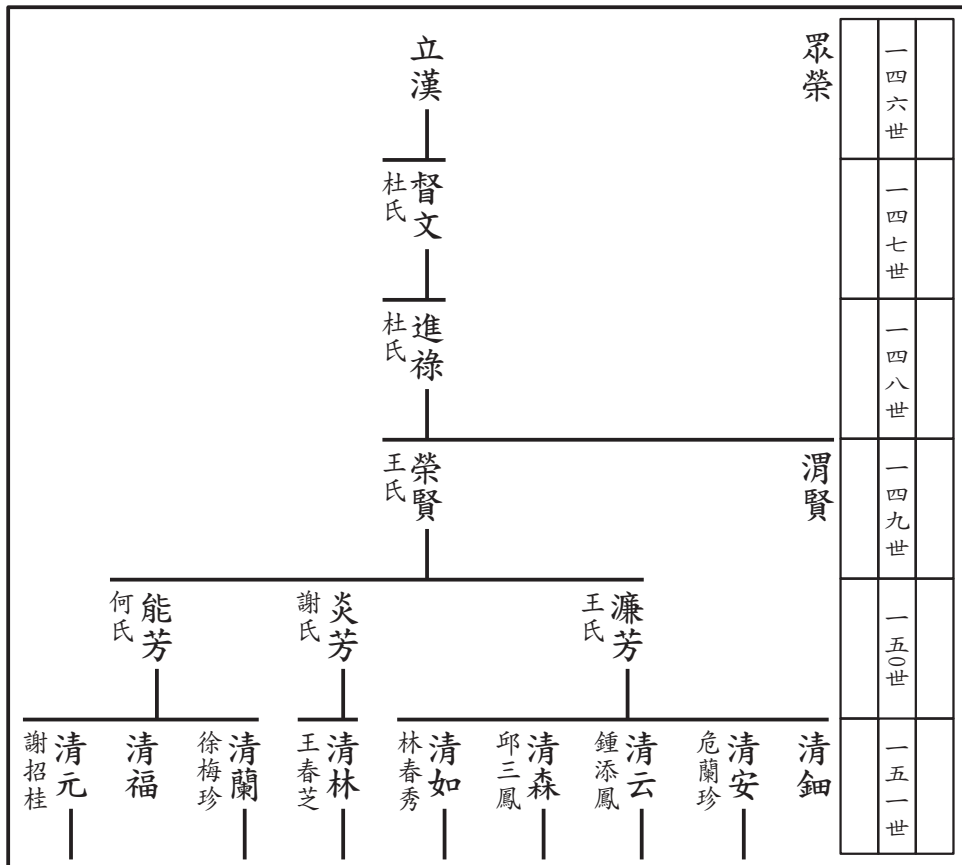 一四六世
一四七世
一四八世
一四九世
一五0世
一五一世
眾榮
立漢
督文
杜氏
進祿
杜氏
渭賢
榮賢
王氏
濂芳
王氏
炎芳
謝氏
能芳
何氏
清鈿
清安
危蘭珍
清云
鍾添鳳
清森
邱三鳳
清如
林春秀
清林
王春芝
清蘭
徐梅珍
清福
清元
謝招桂